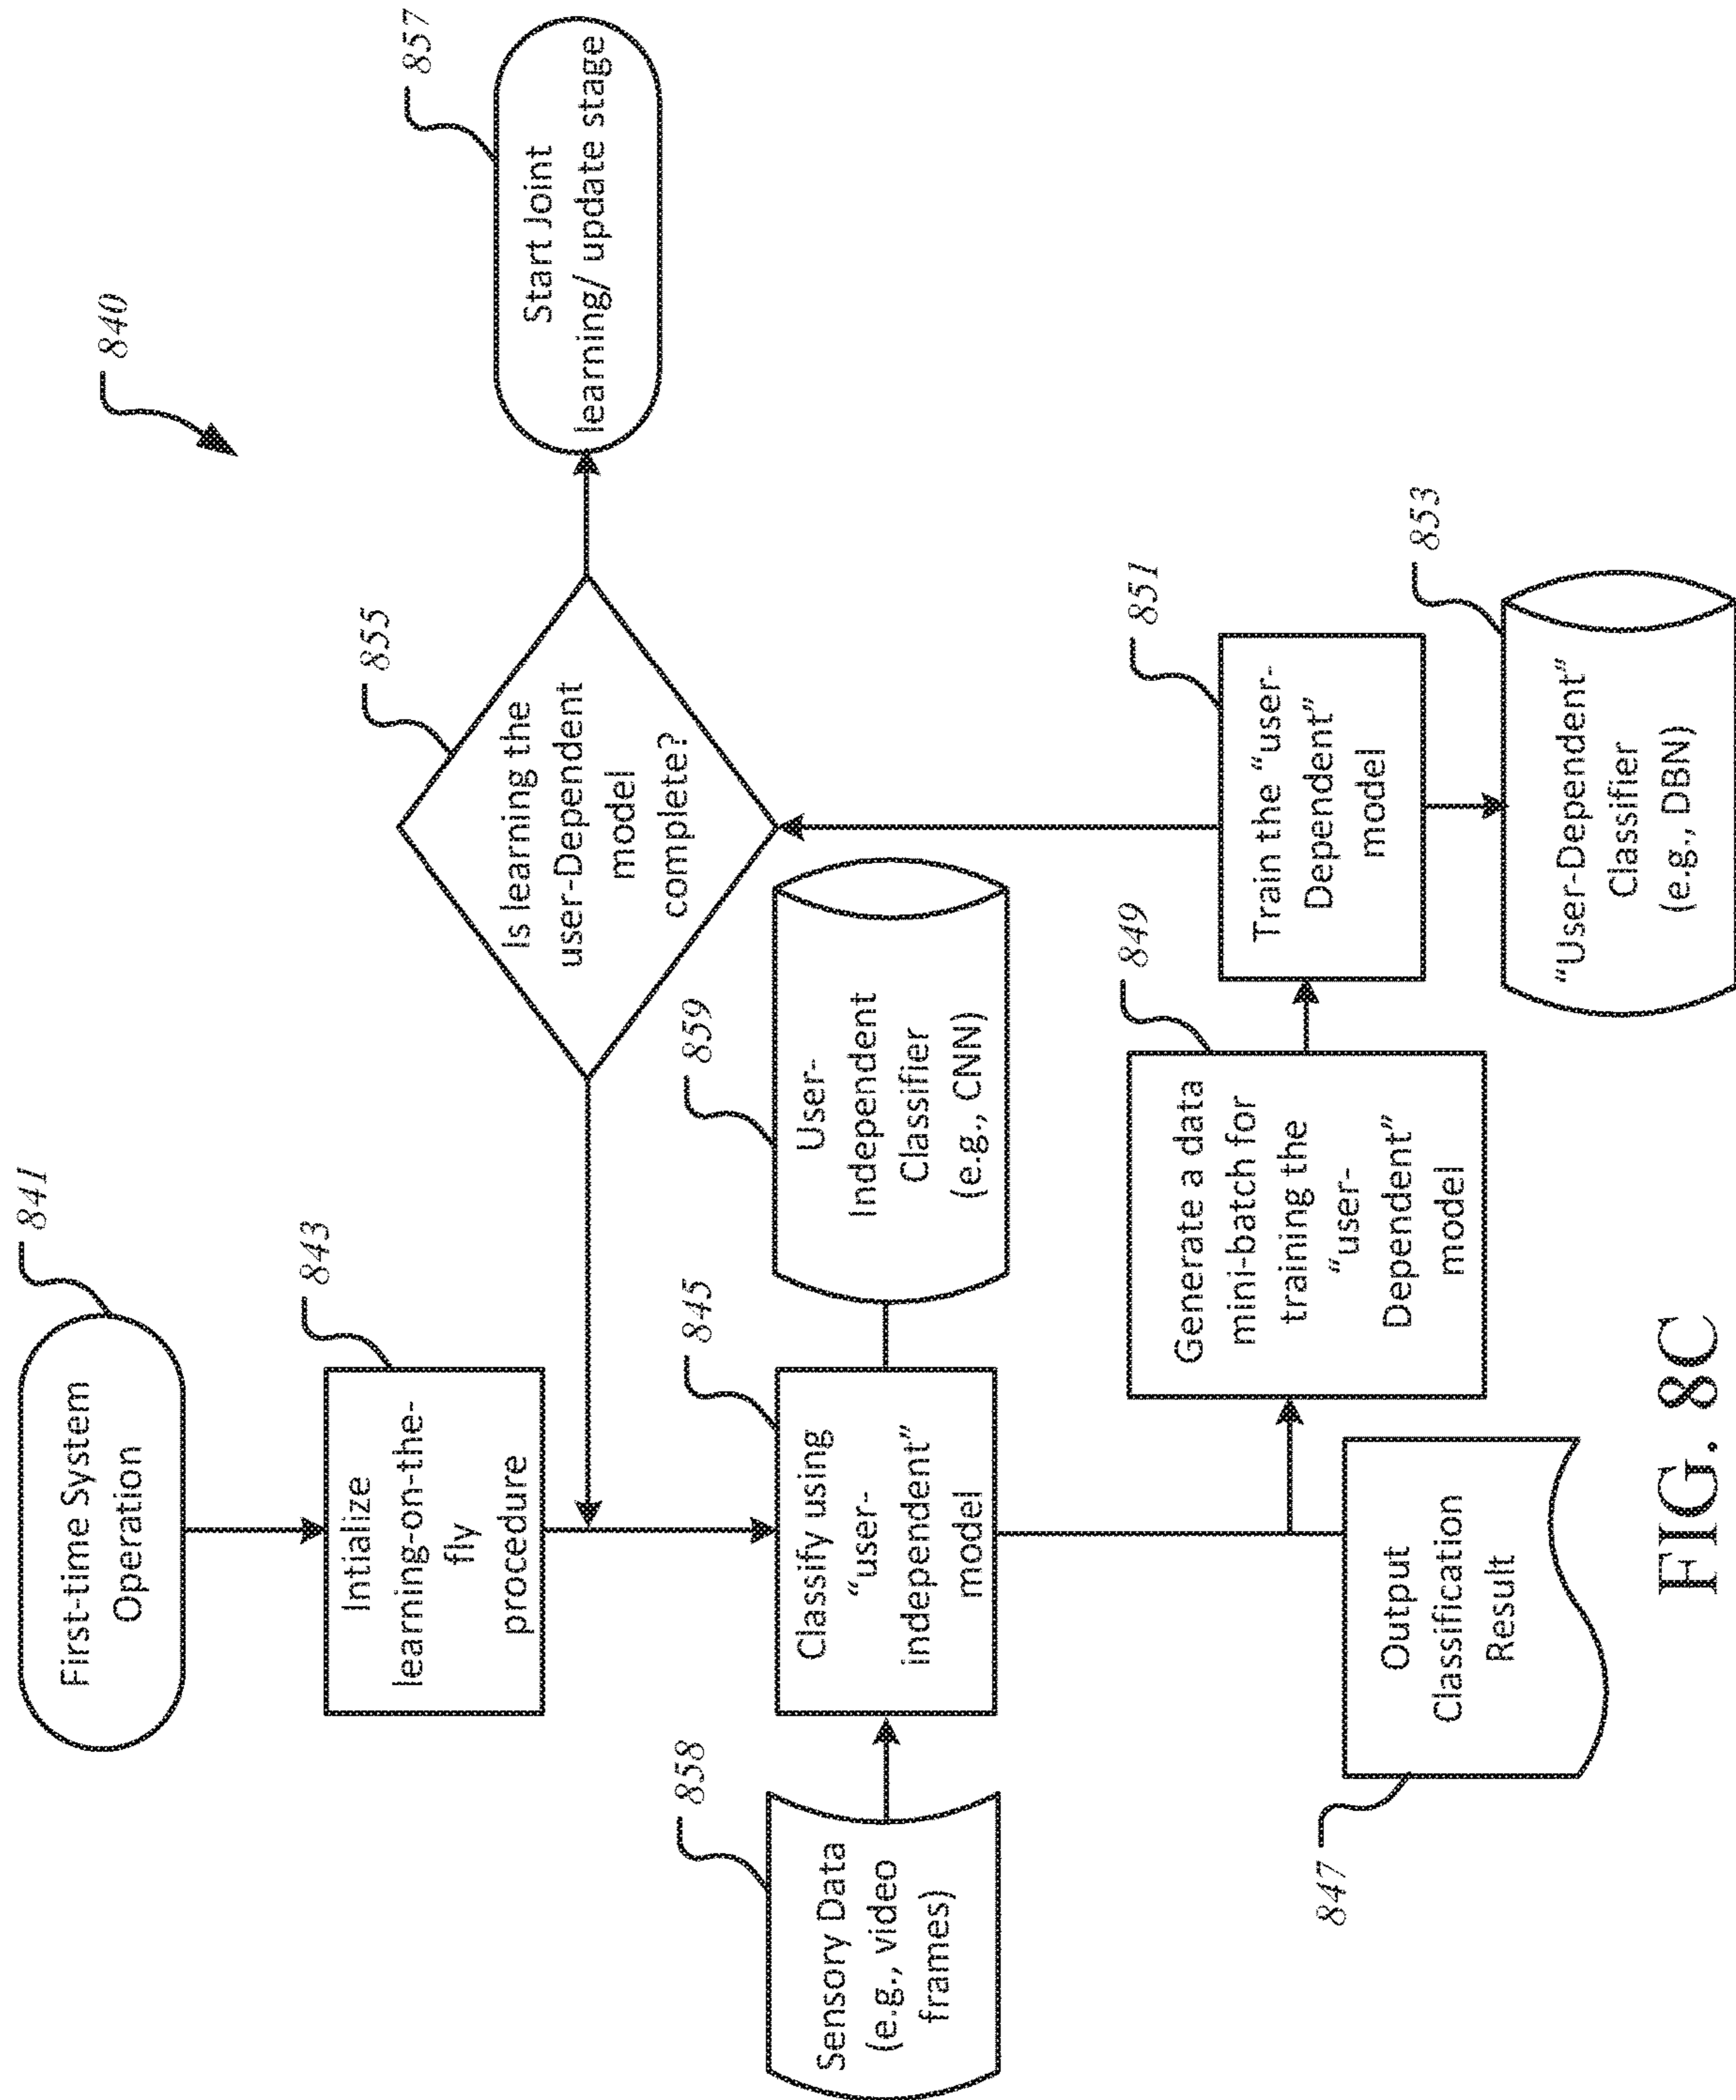 840
841
First-time System
Operation
843
Intialize
learning-on-the-
fly
procedure
855
Is learning the
user-Dependent
model
complete?
857
Start Joint
learning/ update stage
858
Sensory Data
(e.g., video
frames)
845
Classify using
“user-
independent”
model
859
User-
Independent
Classifier
(e.g., CNN)
847
Output
Classification
Result
849
Generate a data
mini-batch for
training the
“user-
Dependent”
model
851
Train the “user-
Dependent”
model
853
“User-Dependent”
Classifier
(e.g., DBN)
FIG. 8C